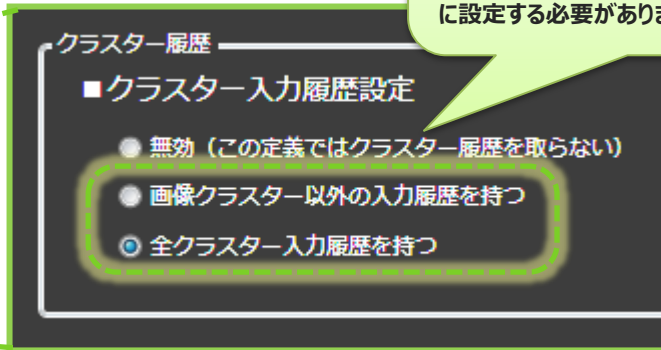 に設定する必要がありま
クラスター履歴
■クラスター入力履歴設定
無効（この定義ではクラスター履歴を取らない）
画像クラスター以外の入力履歴を持つ
全クラスター入力履歴を持つ